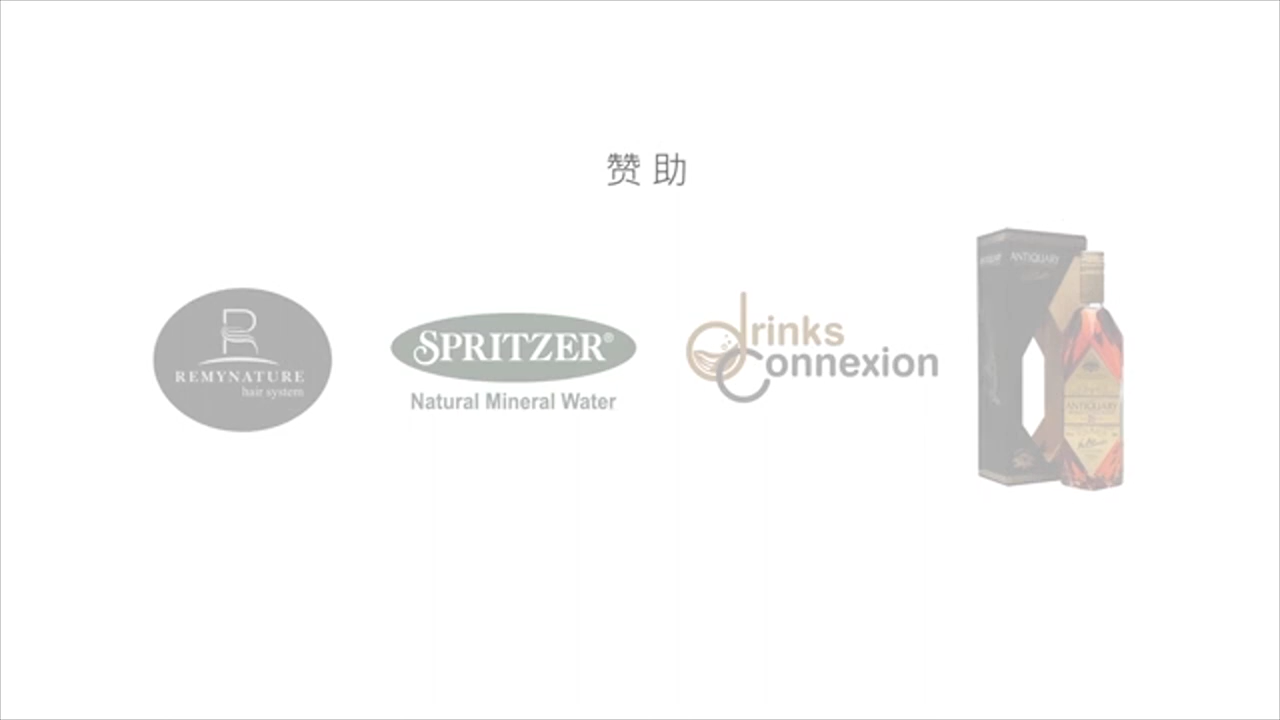 赞助
REMYNATURE
hair system
SPRITZER®
Natural Mineral Water
drinks
Connexion
ANTIQUARY
ANTIQUARY